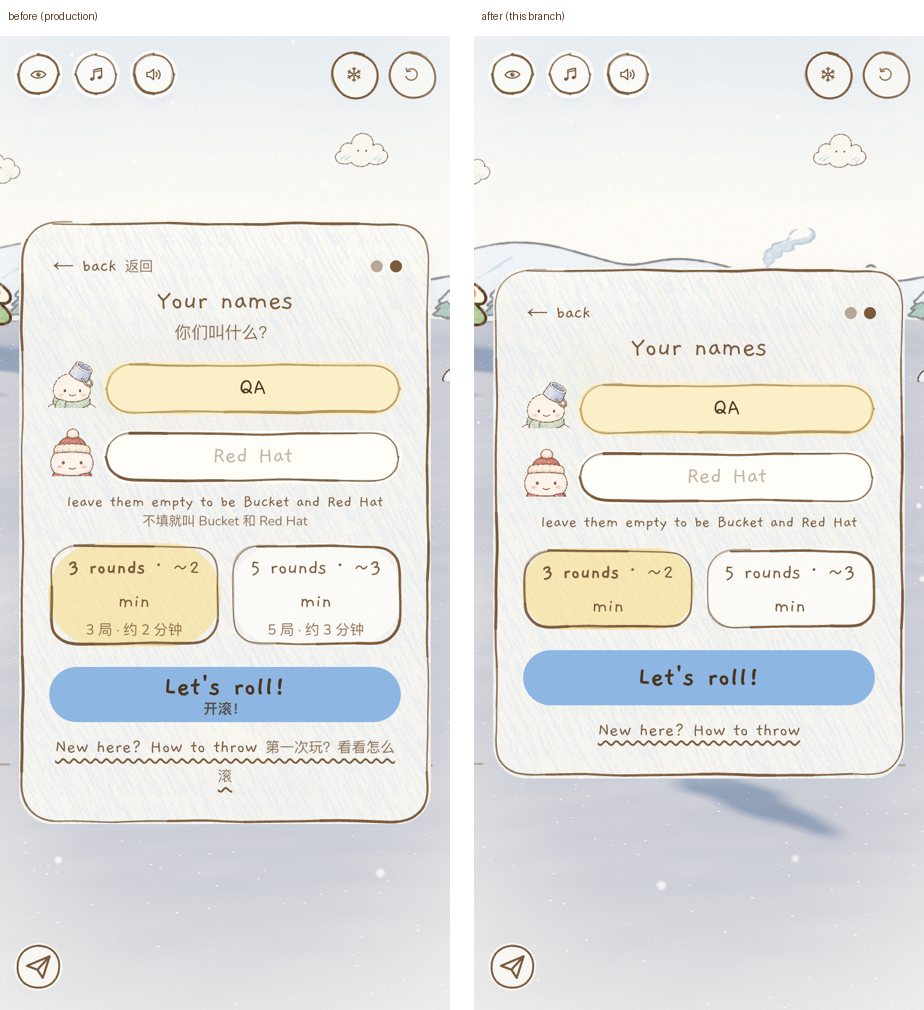 before (production)
← back 返回
Your names
你们叫什么?
QA
Red Hat
leave them empty to be Bucket and Red Hat
不填就叫 Bucket 和 Red Hat
3 rounds · ~2
min
3 局 · 约 2 分钟
5 rounds · ~3
min
5 局 · 约 3 分钟
Let's roll!
开滚!
New here? How to throw 第一次玩? 看看怎么
滚
after (this branch)
← back
Your names
QA
Red Hat
leave them empty to be Bucket and Red Hat
3 rounds · ~2
min
5 rounds · ~3
min
Let's roll!
New here? How to throw